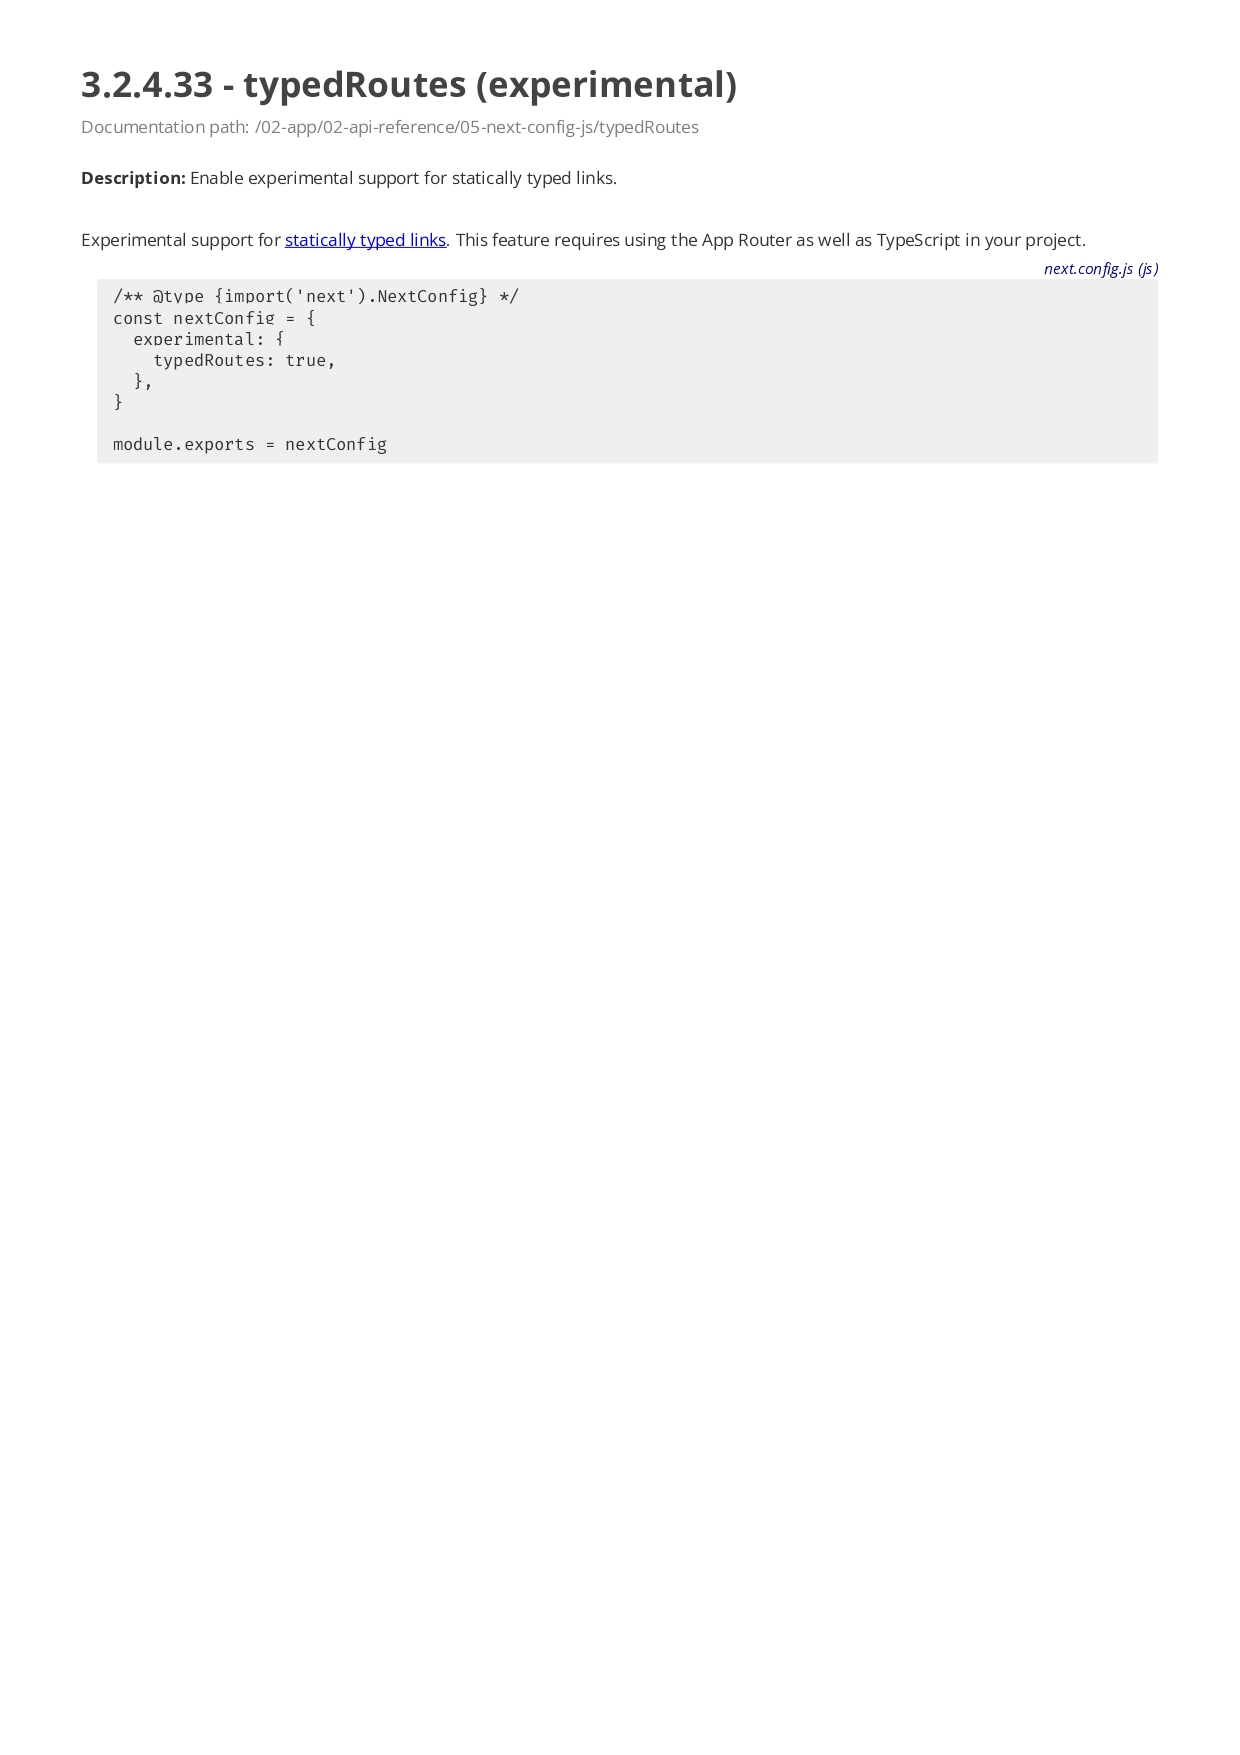 3.2.4.33 - typedRoutes (experimental)
Documentation path: /02-app/02-api-reference/05-next-config-js/typedRoutes
Description: Enable experimental support for statically typed links.
Experimental support for statically typed links. This feature requires using the App Router as well as TypeScript in your project.
next.config.js (js)
/** @type {import('next').NextConfig} */
const nextConfig = {
  experimental: {
    typedRoutes: true,
  },
}
module.exports = nextConfig